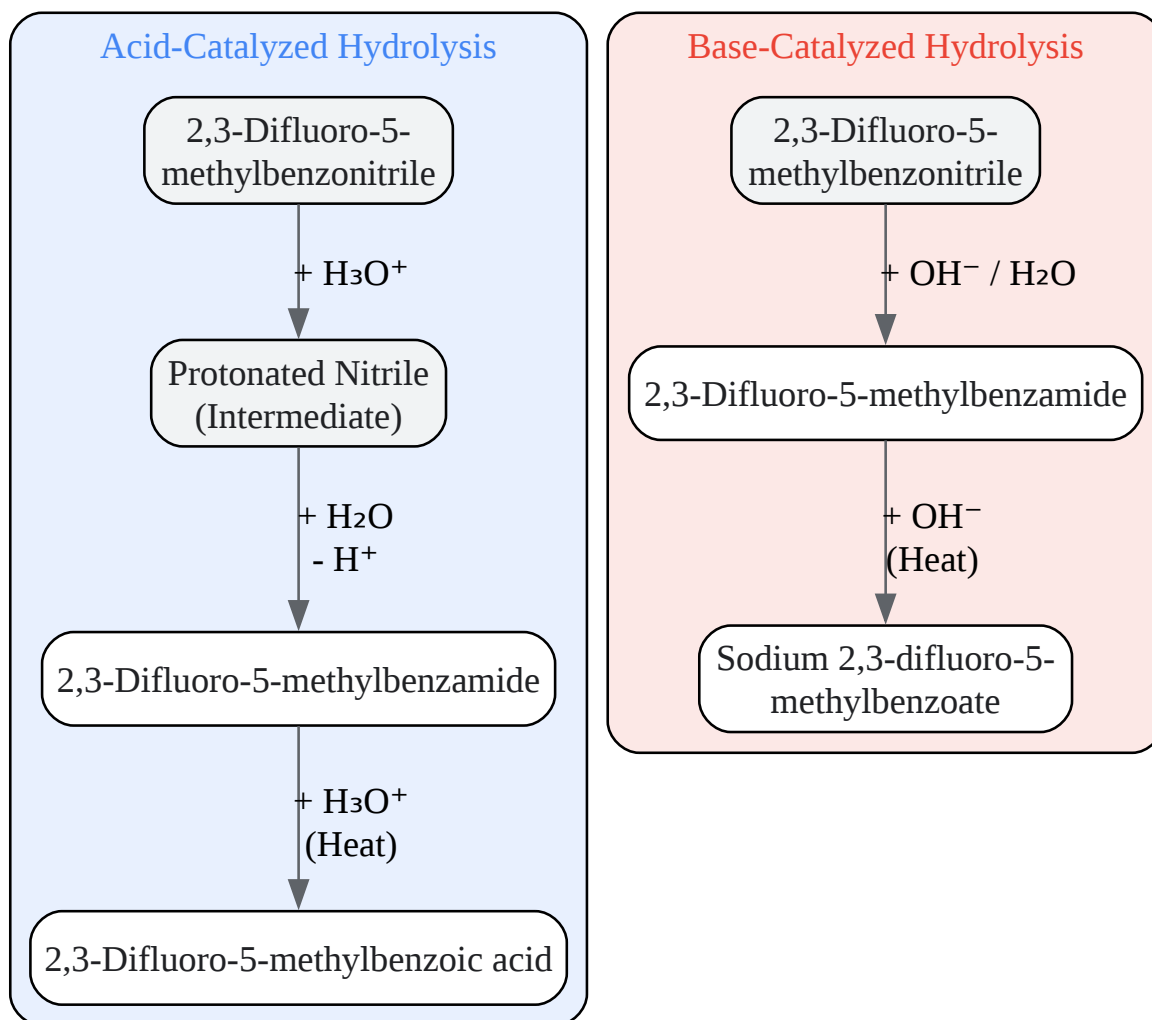 Acid-Catalyzed Hydrolysis
2,3-Difluoro-5-
methylbenzonitrile
+ H₃O⁺
Protonated Nitrile
(Intermediate)
+ H₂O
- H⁺
2,3-Difluoro-5-methylbenzamide
+ H₃O⁺
(Heat)
2,3-Difluoro-5-methylbenzoic acid
Base-Catalyzed Hydrolysis
2,3-Difluoro-5-
methylbenzonitrile
+ OH⁻ / H₂O
2,3-Difluoro-5-methylbenzamide
+ OH⁻
(Heat)
Sodium 2,3-difluoro-5-
methylbenzoate